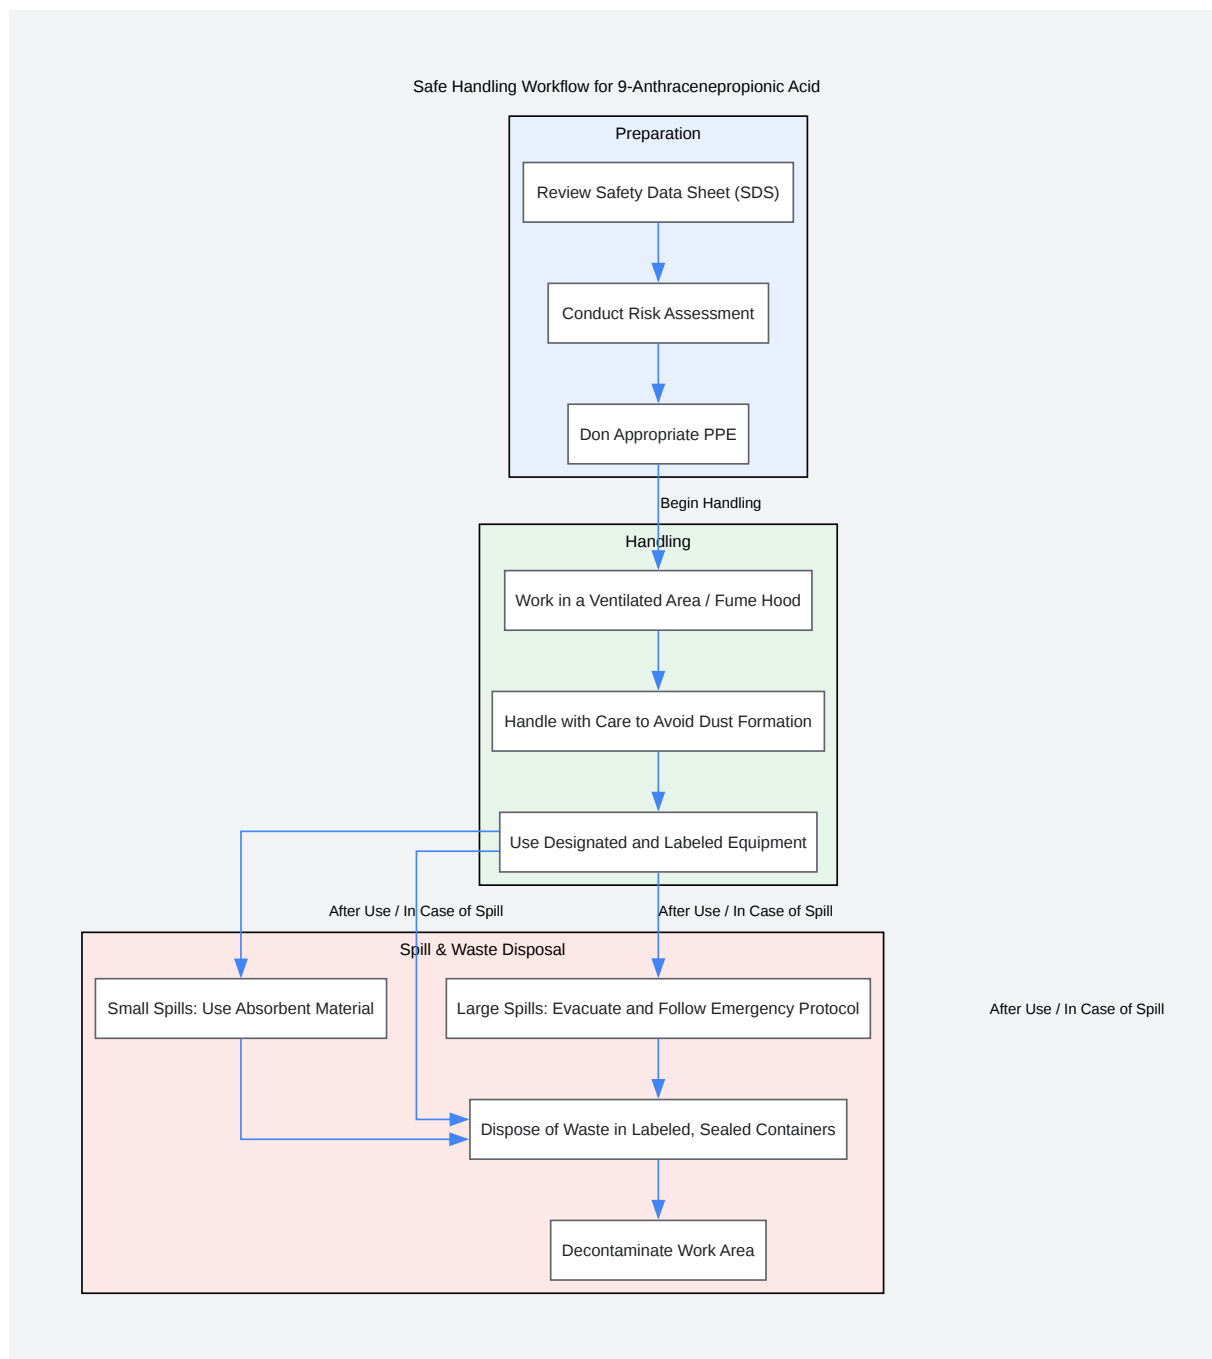 Safe Handling Workflow for 9-Anthracenepropionic Acid
Preparation
Review Safety Data Sheet (SDS)
Conduct Risk Assessment
Don Appropriate PPE
Begin Handling
Handling
Work in a Ventilated Area / Fume Hood
Handle with Care to Avoid Dust Formation
Use Designated and Labeled Equipment
After Use / In Case of Spill
After Use / In Case of Spill
Spill & Waste Disposal
Small Spills: Use Absorbent Material
Large Spills: Evacuate and Follow Emergency Protocol
After Use / In Case of Spill
Dispose of Waste in Labeled, Sealed Containers
Decontaminate Work Area